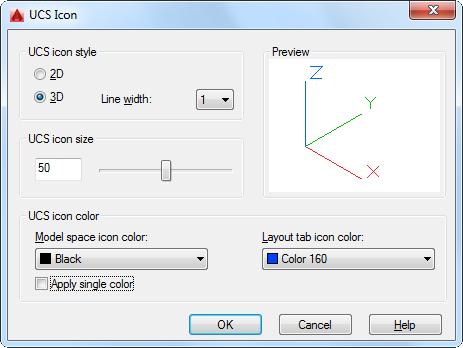 UCS Icon
UCS icon style
2D
3D
Line width:
1
Preview
Z
Y
X
UCS icon size
50
UCS icon color
Model space icon color:
Black
Layout tab icon color:
Color 160
Apply single color
OK
Cancel
Help